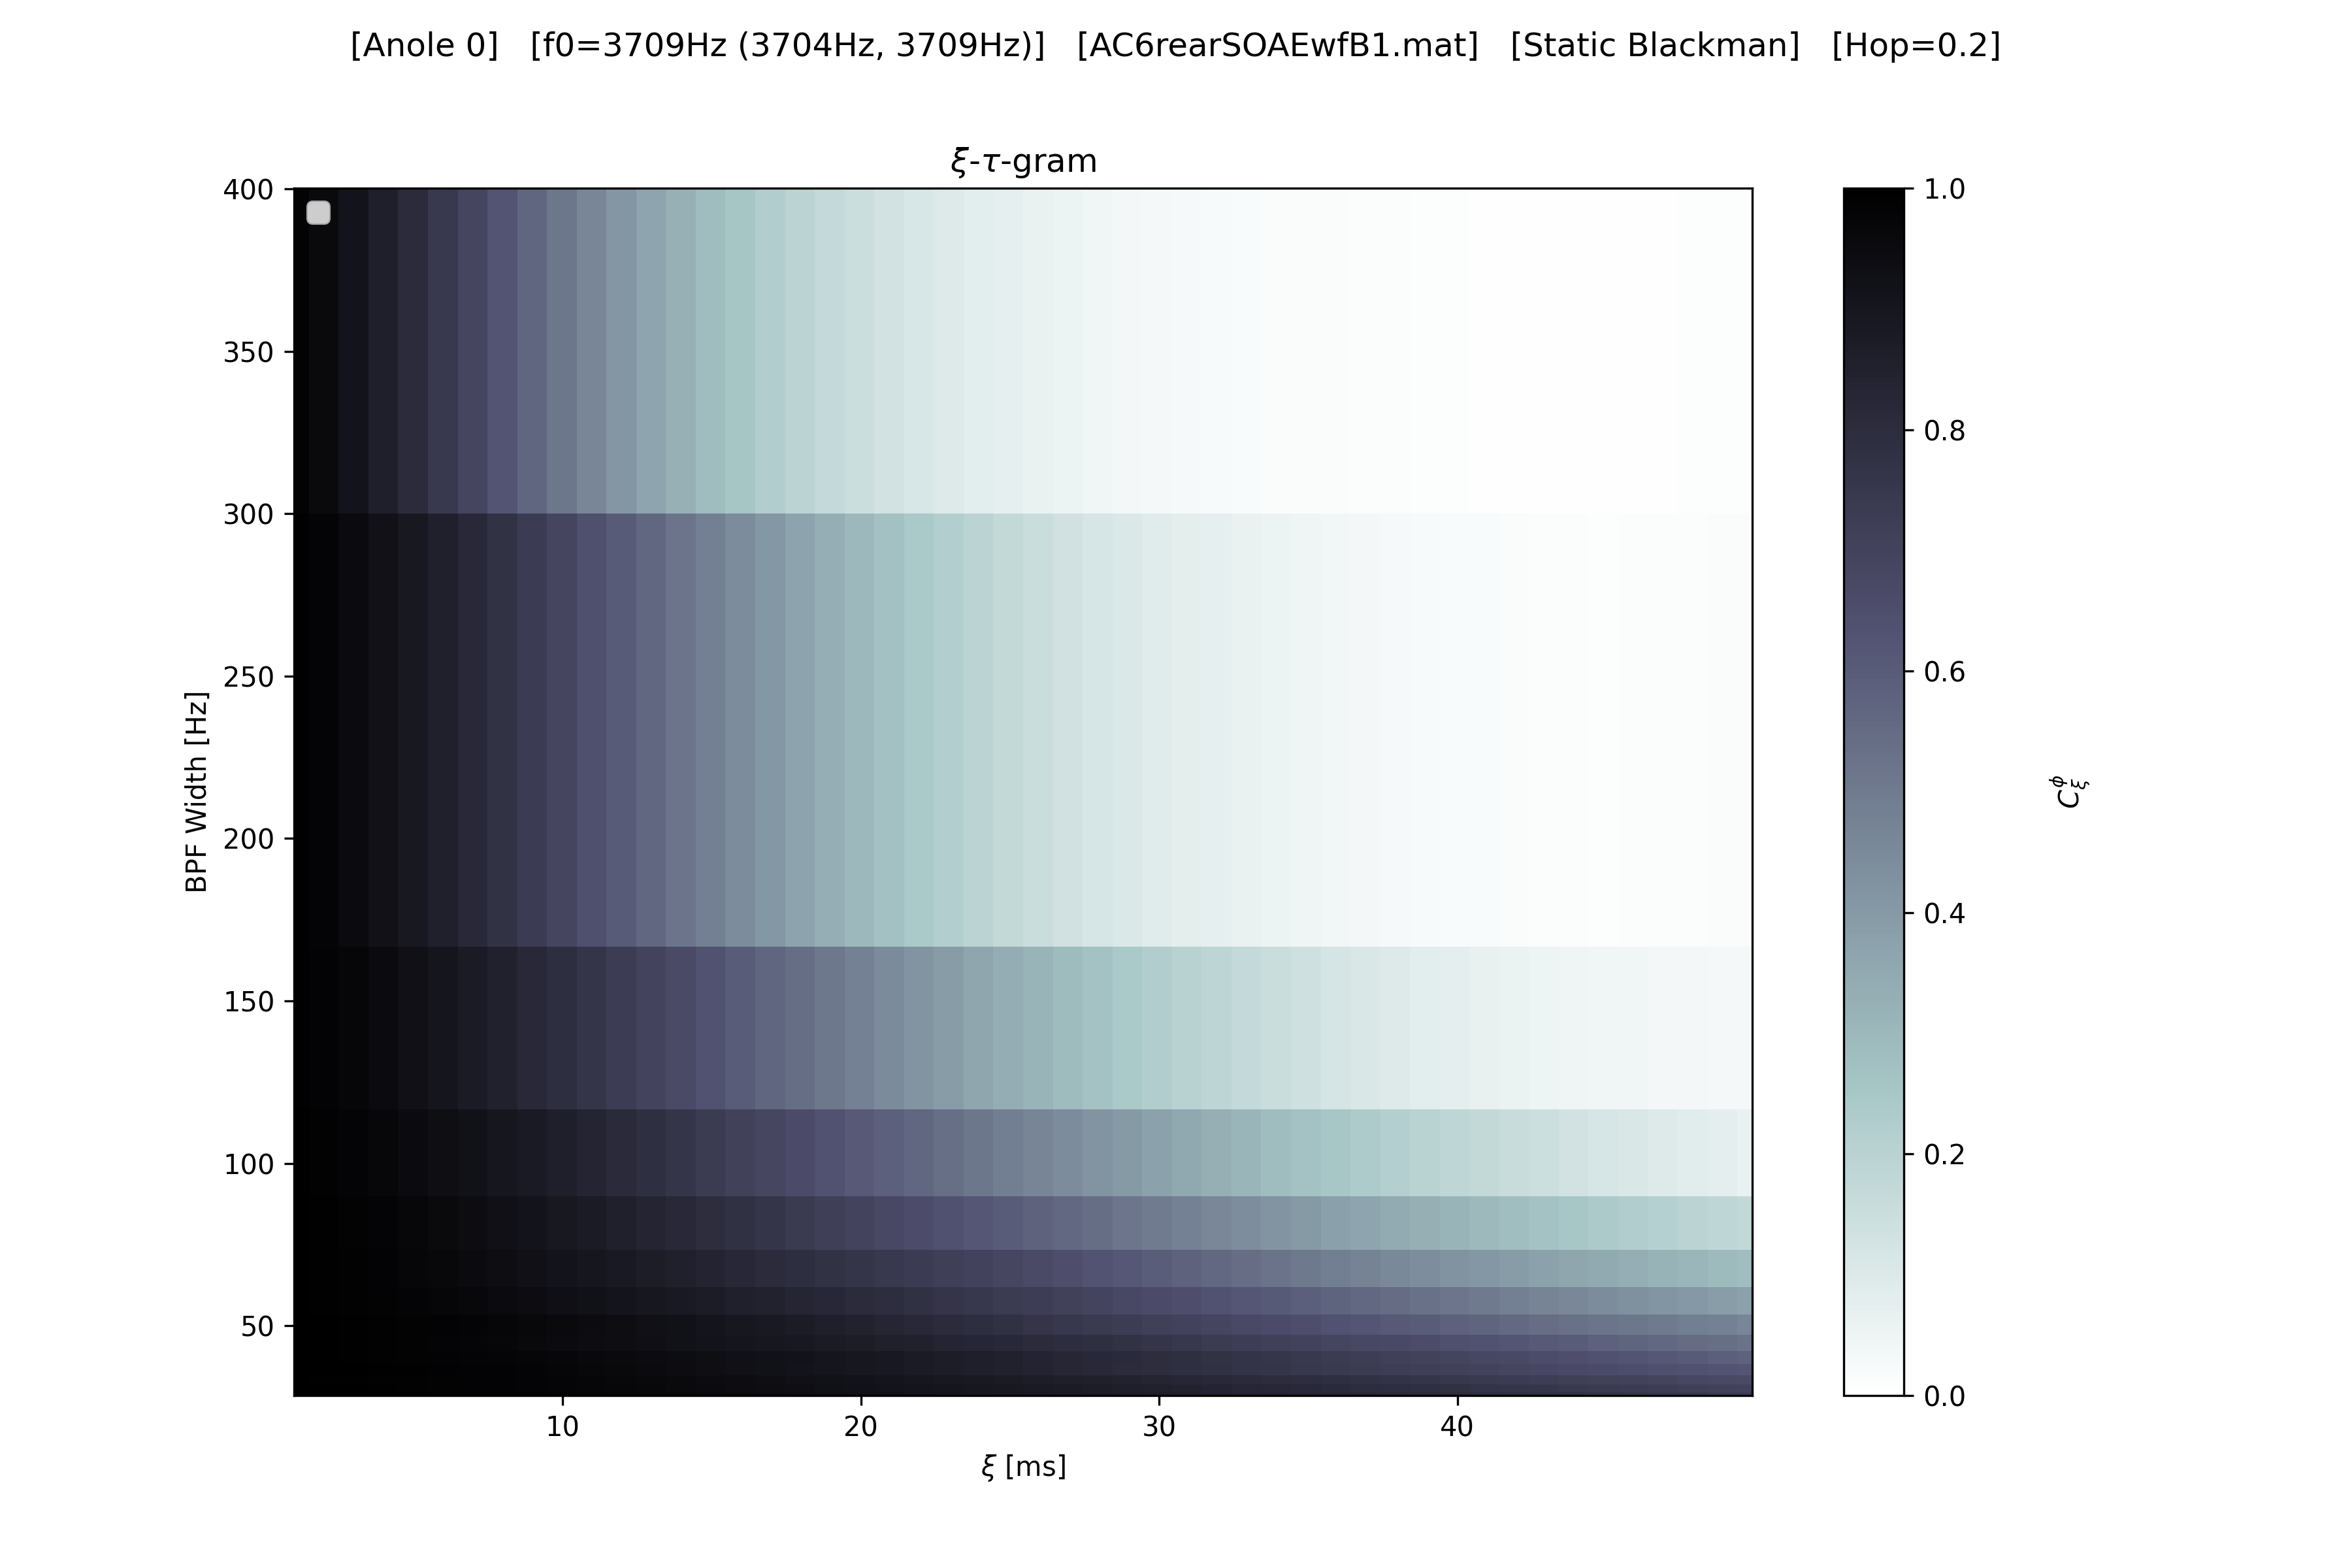 [Anole 0]   [f0=3709Hz (3704Hz, 3709Hz)]   [AC6rearSOAEwfB1.mat]   [Static Blackman]   [Hop=0.2]
ξ-τ-gram
400
350
300
250
200
150
100
50
BPF Width [Hz]
10 20 30 40
ξ [ms]
1.0
0.8
0.6
0.4
0.2
0.0
C_ξ^ϕ